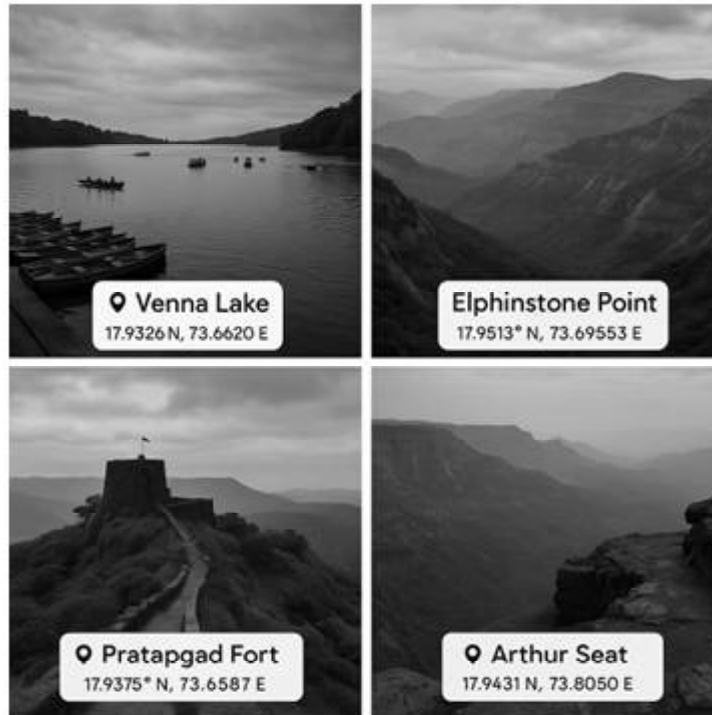 Venna Lake
17.9326 N, 73.6620 E
Elphinstone Point
17.9513° N, 73.69553 E
Pratapgad Fort
17.9375° N, 73.6587 E
Arthur Seat
17.9431 N, 73.8050 E